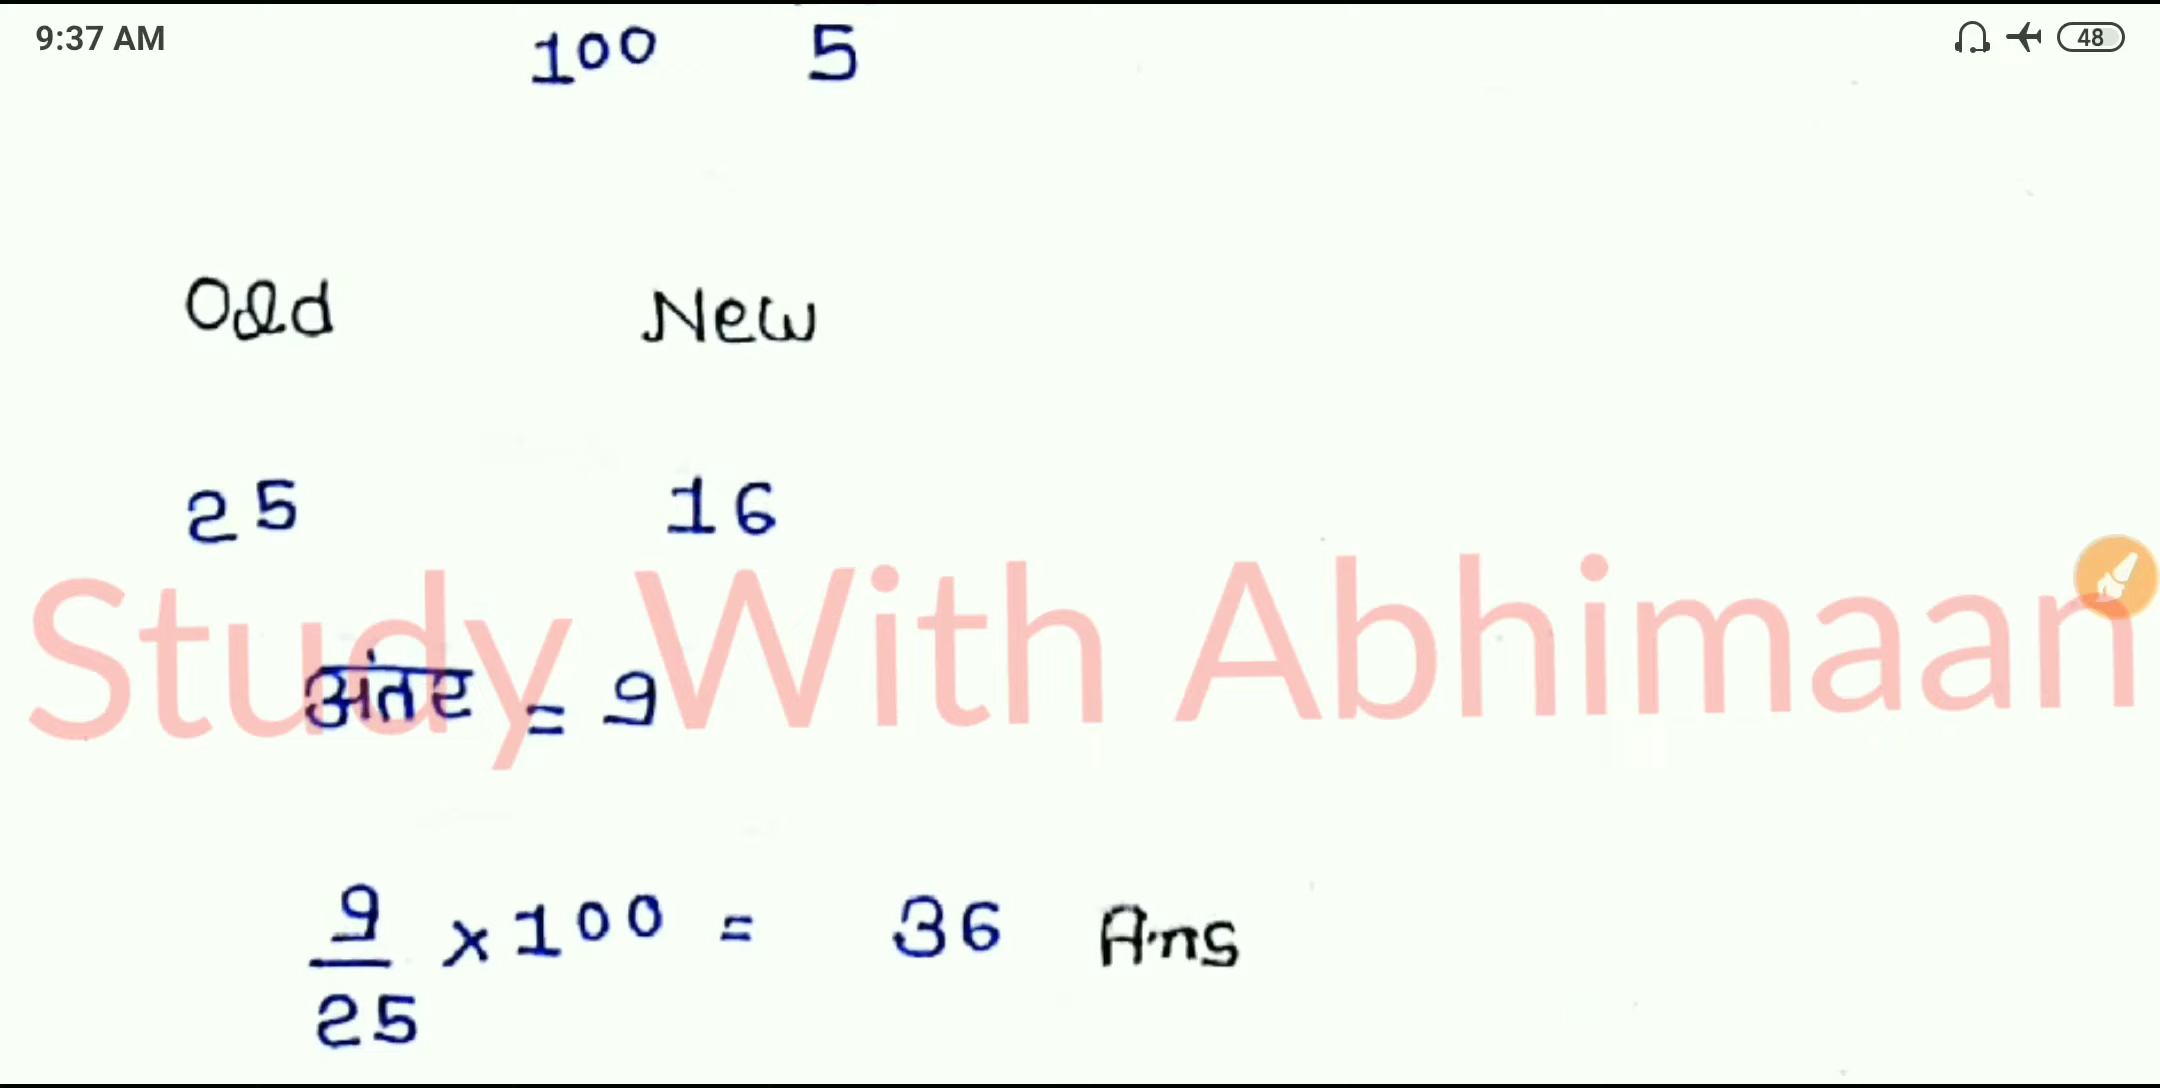 9:37 AM 48
100 5
Old New
25 16
Study With Abhimaan
अंतर = 9
9
× 100 = 36 Ans
25